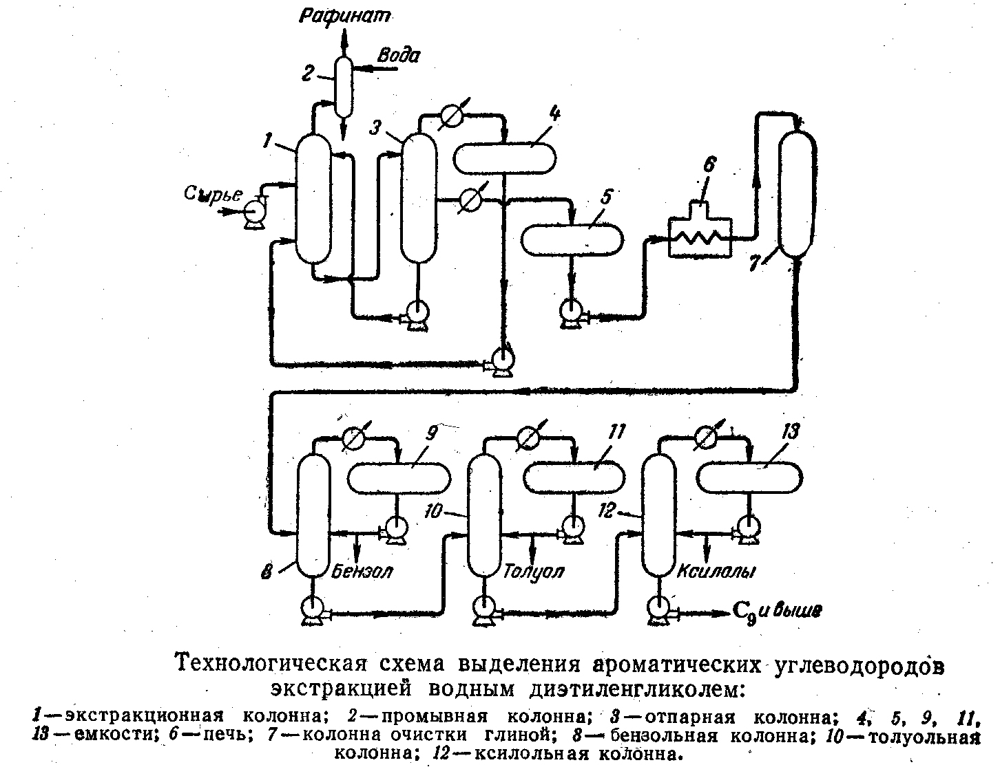 Рафинат
Вода
2
4
3
1
6
Сырье
5
7
9
11
13
10
12
8
Бензол
Толуол
Ксилолы
C₉ и выше
Технологическая схема выделения ароматических углеводородов
экстракцией водным диэтиленгликолем:
1—экстракционная колонна; 2—промывная колонна; 3—отпарная колонна; 4, 5, 9, 11,
13—емкости; 6—печь; 7—колонна очистки глиной; 8—бензольная колонна; 10—толуольная
колонна; 12—ксилольная колонна.